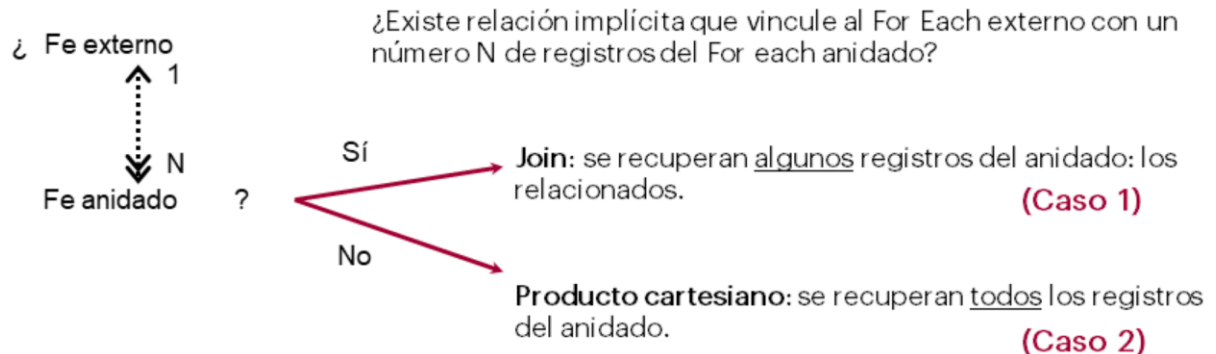 ¿Existe relación implícita que vincule al For Each externo con un
número N de registros del For each anidado?
¿ Fe externo
1
N
Fe anidado ?
Sí
Join: se recuperan algunos registros del anidado: los
relacionados.
(Caso 1)
No
Producto cartesiano: se recuperan todos los registros
del anidado.
(Caso 2)